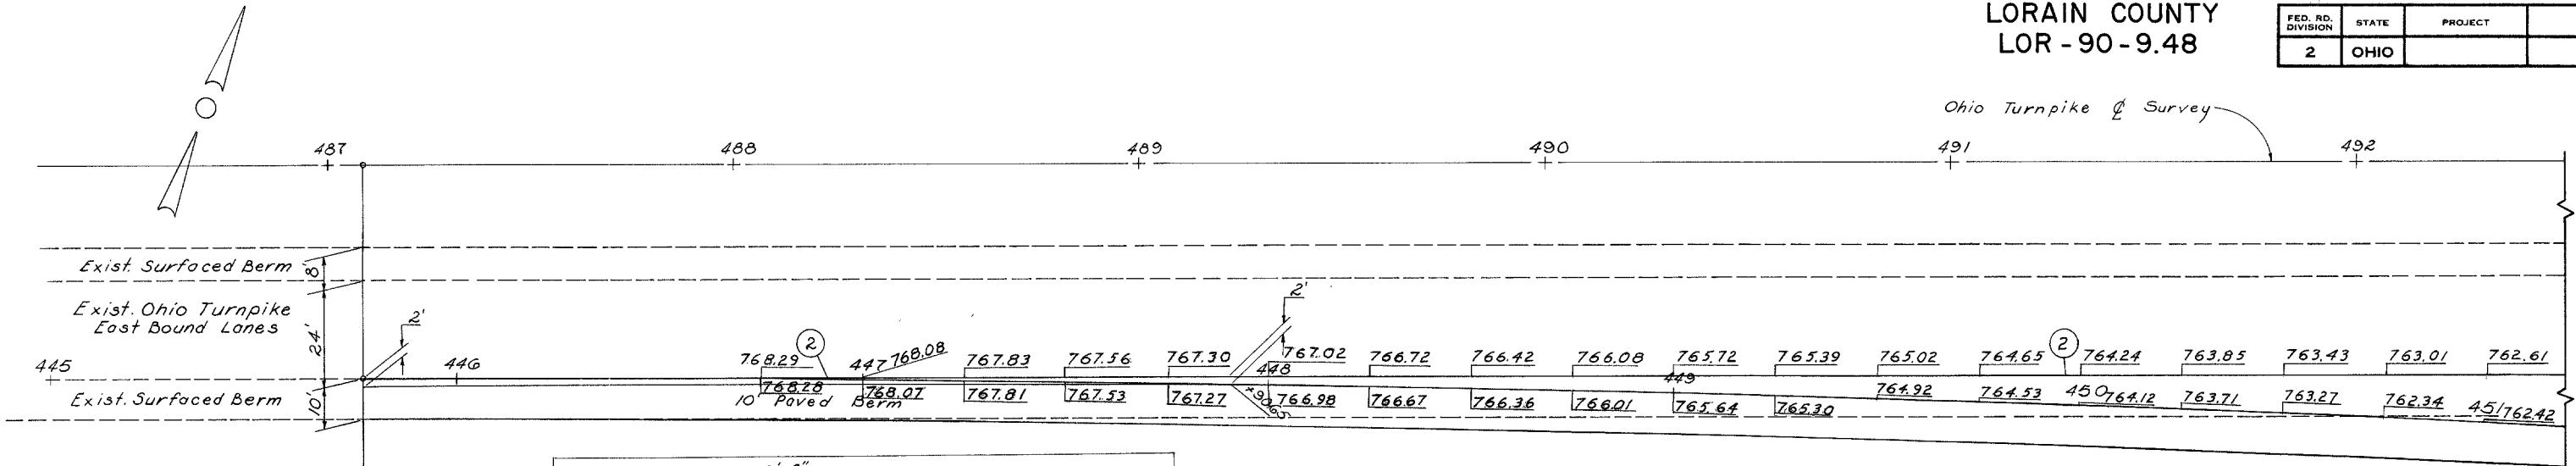 LORAIN COUNTY
LOR - 90 - 9.48
FED. RD. DIVISION STATE PROJECT
2 OHIO
Ohio Turnpike ℄ Survey
487 488 489 490 491 492
Exist. Surfaced Berm 8'
Exist. Ohio Turnpike
East Bound Lanes
24'
2'
2'
445 446 768.29 2 447 768.08 767.83 767.56 767.30 767.02 766.72 766.42 766.08 765.72 765.39 765.02 764.65 2 764.24 763.85 763.43 763.01 762.61
448 449
Exist. Surfaced Berm 10'
768.28 768.07 767.81 767.53 767.27 +90.65 766.98 766.67 766.36 766.01 765.64 765.30 764.92 764.53 450 764.12 763.71 763.27 762.34 451 762.42
10' Paved Berm